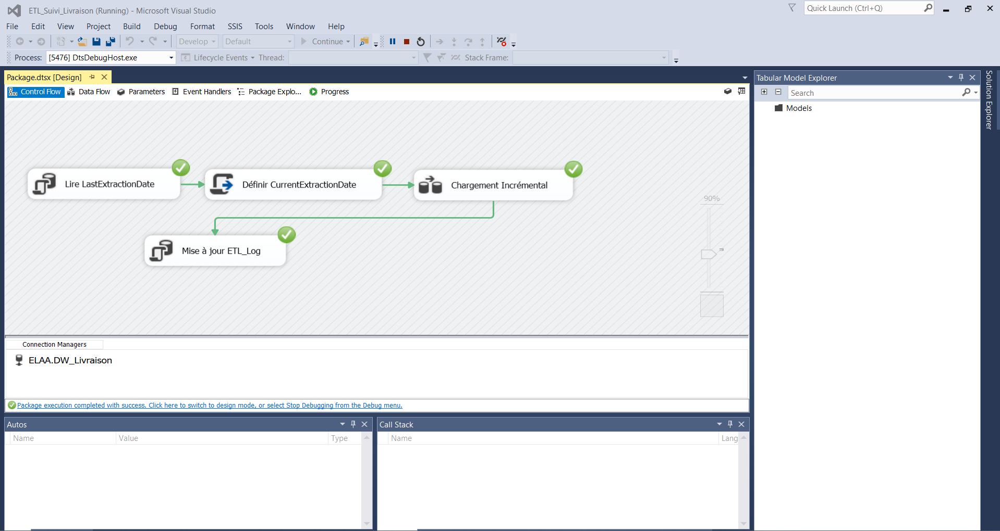 ETL_Suivi_Livraison (Running) - Microsoft Visual Studio
Quick Launch (Ctrl+Q)
File Edit View Project Build Debug Format SSIS Tools Window Help
Develop Default Continue
Process: [5476] DtsDebugHost.exe Lifecycle Events Thread: Stack Frame:
Package.dtsx [Design]
Control Flow Data Flow Parameters Event Handlers Package Explo... Progress
Lire LastExtractionDate
Définir CurrentExtractionDate
Chargement Incrémental
90%
Mise à jour ETL_Log
Connection Managers
ELAA.DW_Livraison
Package execution completed with success. Click here to switch to design mode, or select Stop Debugging from the Debug menu.
Autos
Name Value Type
Call Stack
Name Lang
Tabular Model Explorer
Search
Models
Solution Explorer